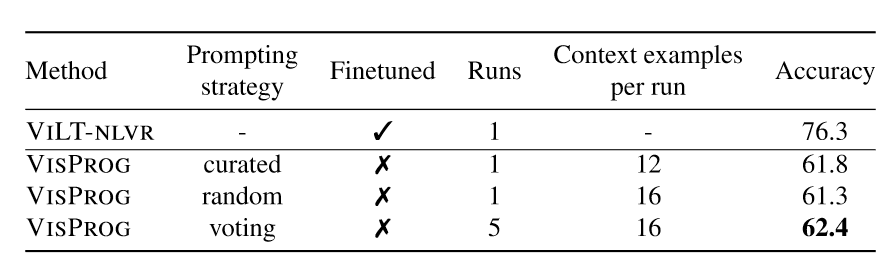 Method Prompting strategy Finetuned Runs Context examples per run Accuracy
VILT-NLVR - ✓ 1 - 76.3
VISPROG curated ✗ 1 12 61.8
VISPROG random ✗ 1 16 61.3
VISPROG voting ✗ 5 16 62.4